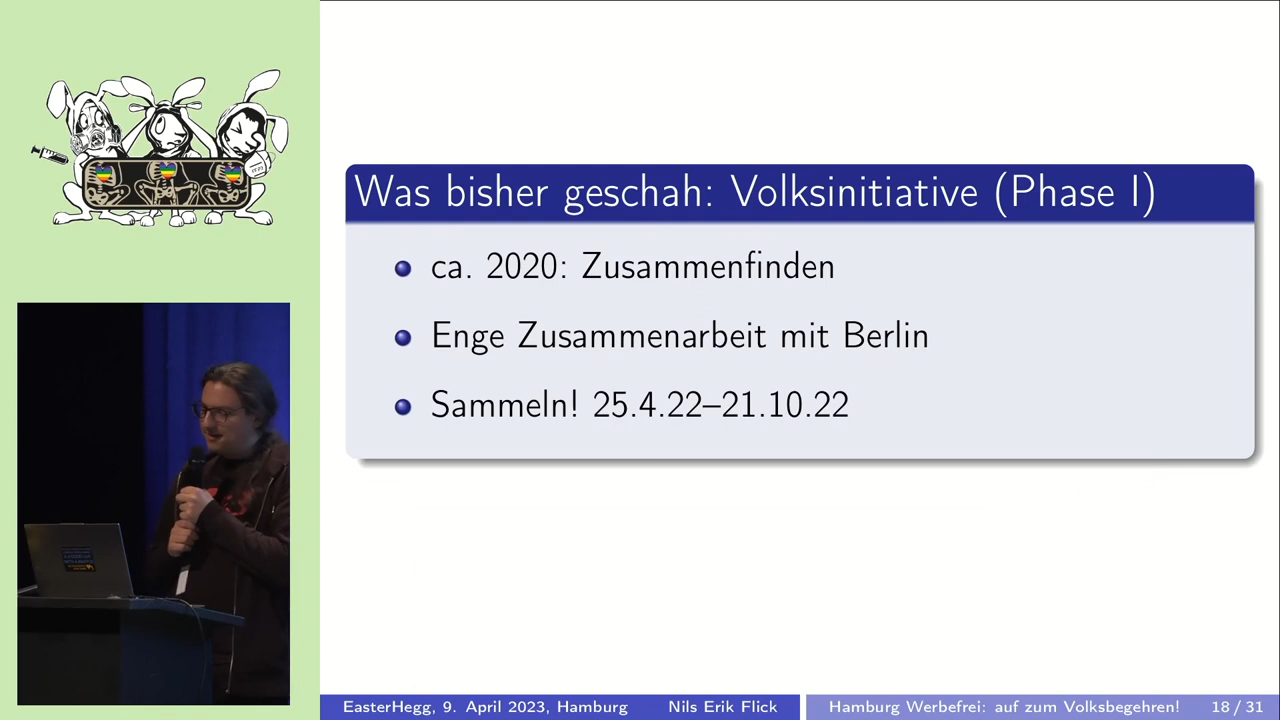 Was bisher geschah: Volksinitiative (Phase I)
ca. 2020: Zusammenfinden
Enge Zusammenarbeit mit Berlin
Sammeln! 25.4.22–21.10.22
EasterHegg, 9. April 2023, Hamburg Nils Erik Flick Hamburg Werbefrei: auf zum Volksbegehren! 18 / 31